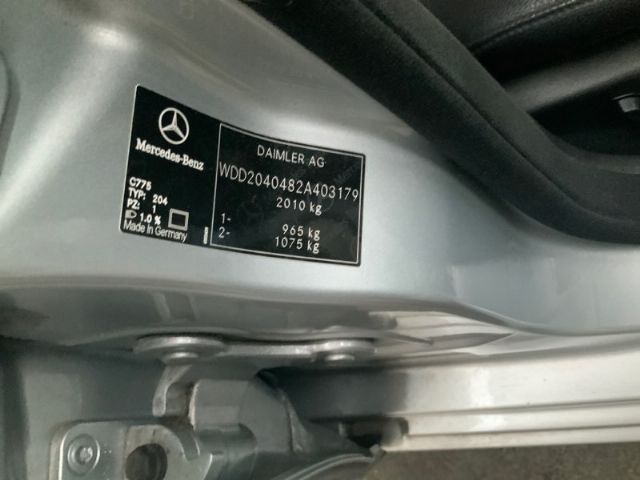 Mercedes-Benz
C775
TYP: 204
PZ: 1
1.0 %
Made in Germany
DAIMLER AG
WDD2040482A403179
2010 kg
1- 965 kg
2- 1075 kg